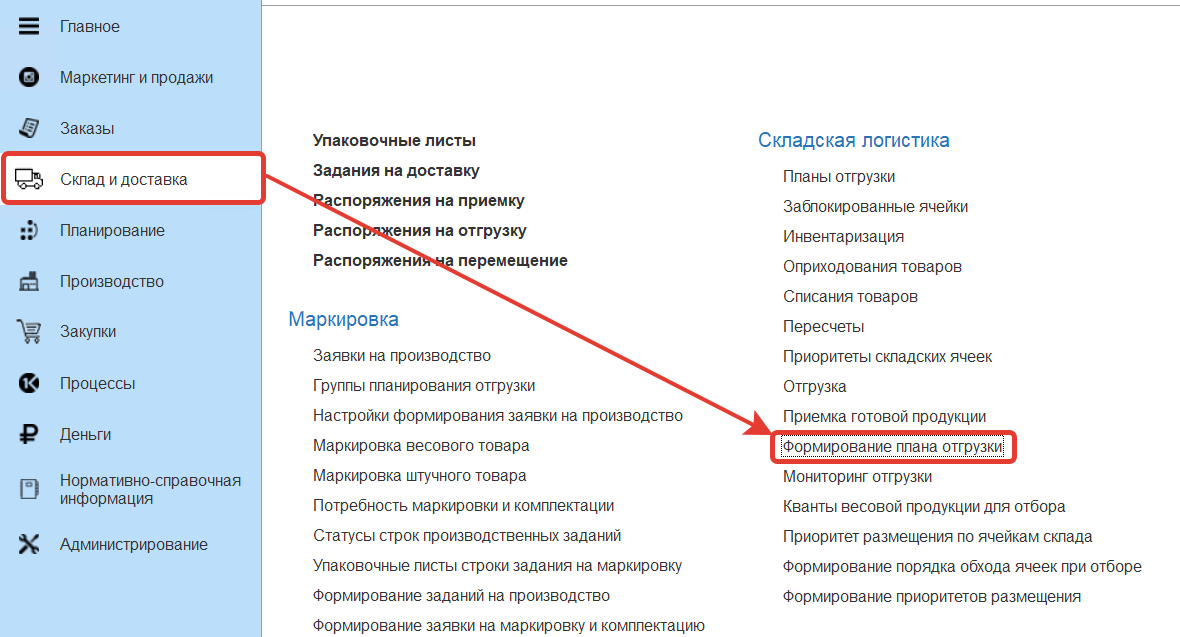 Главное
Маркетинг и продажи
Заказы
Склад и доставка
Планирование
Производство
Закупки
Процессы
Деньги
Нормативно-справочная
информация
Администрирование
Упаковочные листы
Задания на доставку
Распоряжения на приемку
Распоряжения на отгрузку
Распоряжения на перемещение
Маркировка
Заявки на производство
Группы планирования отгрузки
Настройки формирования заявки на производство
Маркировка весового товара
Маркировка штучного товара
Потребность маркировки и комплектации
Статусы строк производственных заданий
Упаковочные листы строки задания на маркировку
Формирование заданий на производство
Формирование заявки на маркировку и комплектацию
Складская логистика
Планы отгрузки
Заблокированные ячейки
Инвентаризация
Оприходования товаров
Списания товаров
Пересчеты
Приоритеты складских ячеек
Отгрузка
Приемка готовой продукции
Формирование плана отгрузки
Мониторинг отгрузки
Кванты весовой продукции для отбора
Приоритет размещения по ячейкам склада
Формирование порядка обхода ячеек при отборе
Формирование приоритетов размещения